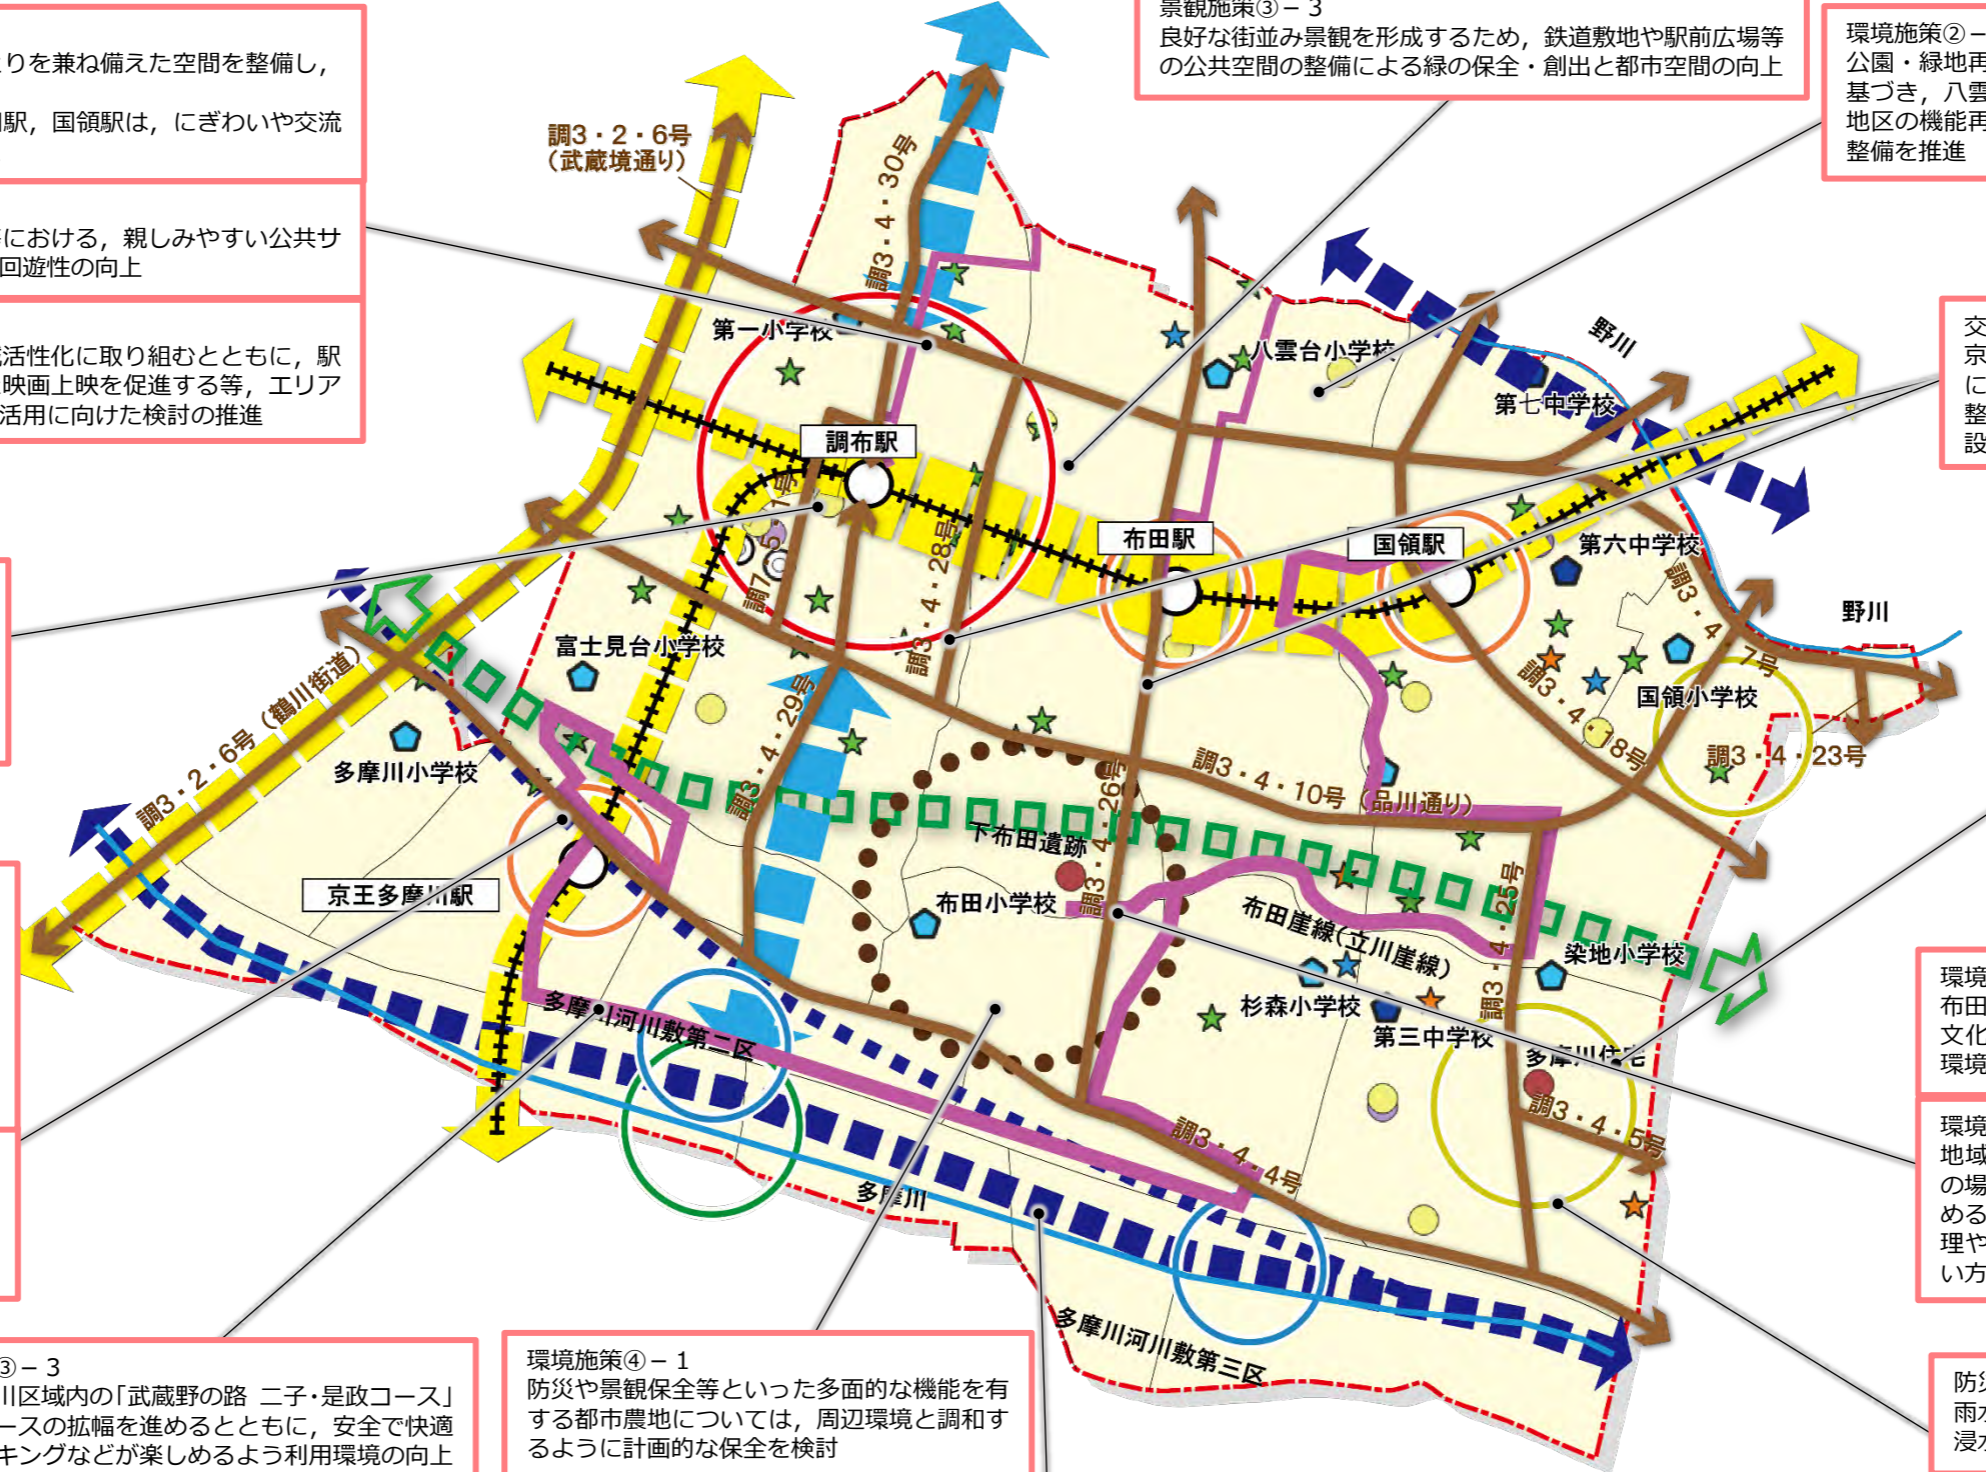 りを兼ね備えた空間を整備し,
駅，国領駅は，にぎわいや交流
における，親しみやすい公共サ
回遊性の向上
活性化に取り組むとともに，駅
映画上映を促進する等，エリア
活用に向けた検討の推進
景観施策③－3
良好な街並み景観を形成するため，鉄道敷地や駅前広場等
の公共空間の整備による緑の保全・創出と都市空間の向上
環境施策②－
公園・緑地再
基づき，八雲
地区の機能再
整備を推進
交
京
に
整
設
調3・2・6号
（武蔵境通り）
調3・4・30号
第一小学校
八雲台小学校
野川
第七中学校
調布駅
布田駅
国領駅
第六中学校
調7・5・1号
調3・4・28号
調3・4・7号
野川
富士見台小学校
国領小学校
調3・4・18号
調3・4・23号
調3・2・6号（鶴川街道）
多摩川小学校
調3・4・29号
調3・4・26号
調3・4・10号（品川通り）
下布田遺跡
京王多摩川駅
布田小学校
布田崖線（立川崖線）
調3・4・25号
染地小学校
杉森小学校
第三中学校
多摩川河川敷第二区
多摩川住宅
調3・4・5号
調3・4・4号
多摩川
多摩川河川敷第三区
環境
布田
文化
環境
環境
地域
の場
める
理や
い方
防災
雨水
浸水
③－3
川区域内の「武蔵野の路 二子・是政コース」
ースの拡幅を進めるとともに，安全で快適
キングなどが楽しめるよう利用環境の向上
環境施策④－1
防災や景観保全等といった多面的な機能を有
する都市農地については，周辺環境と調和す
るように計画的な保全を検討